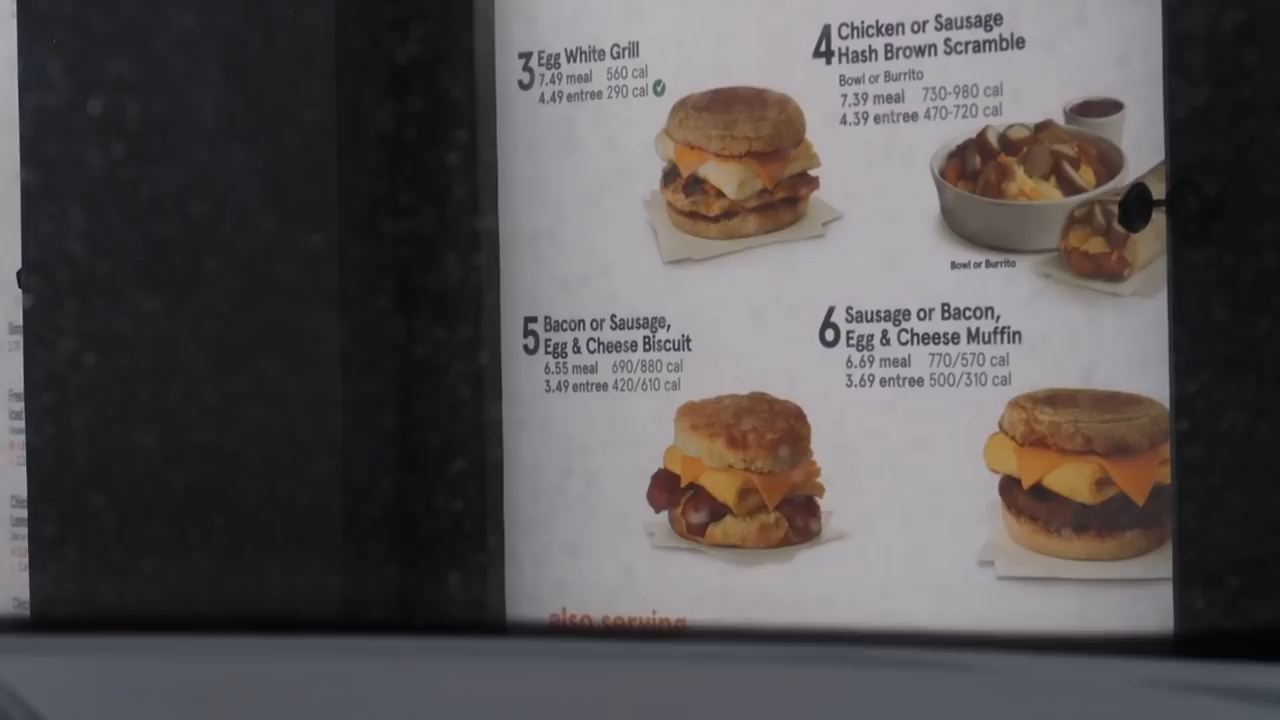 3 Egg White Grill
7.49 meal 560 cal
4.49 entree 290 cal
4 Chicken or Sausage
Hash Brown Scramble
Bowl or Burrito
7.39 meal 730-980 cal
4.39 entree 470-720 cal
Bowl or Burrito
5 Bacon or Sausage,
Egg & Cheese Biscuit
6.55 meal 690/880 cal
3.49 entree 420/610 cal
6 Sausage or Bacon,
Egg & Cheese Muffin
6.69 meal 770/570 cal
3.69 entree 500/310 cal
also serving